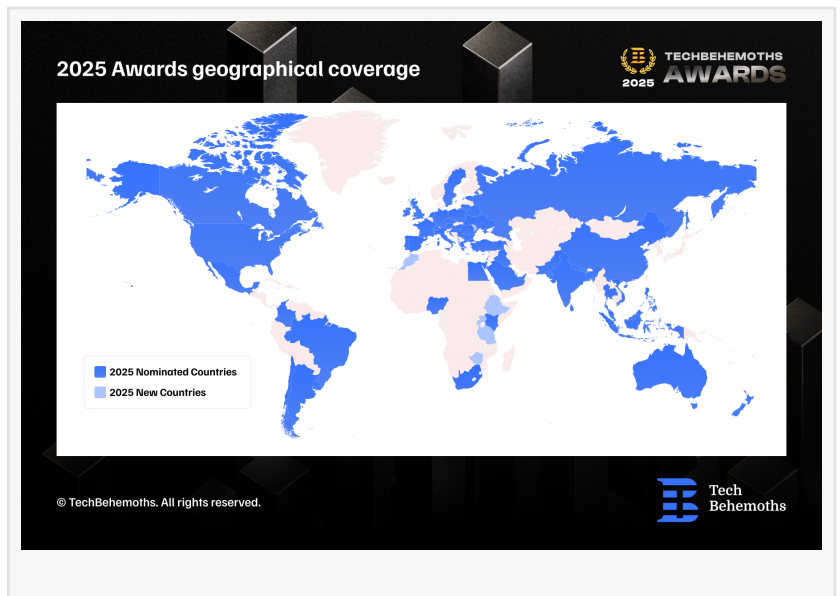 2025 Awards geographical coverage
2025
TECHBEHEMOTHS
AWARDS
2025 Nominated Countries
2025 New Countries
© TechBehemoths. All rights reserved.
Tech
Behemoths